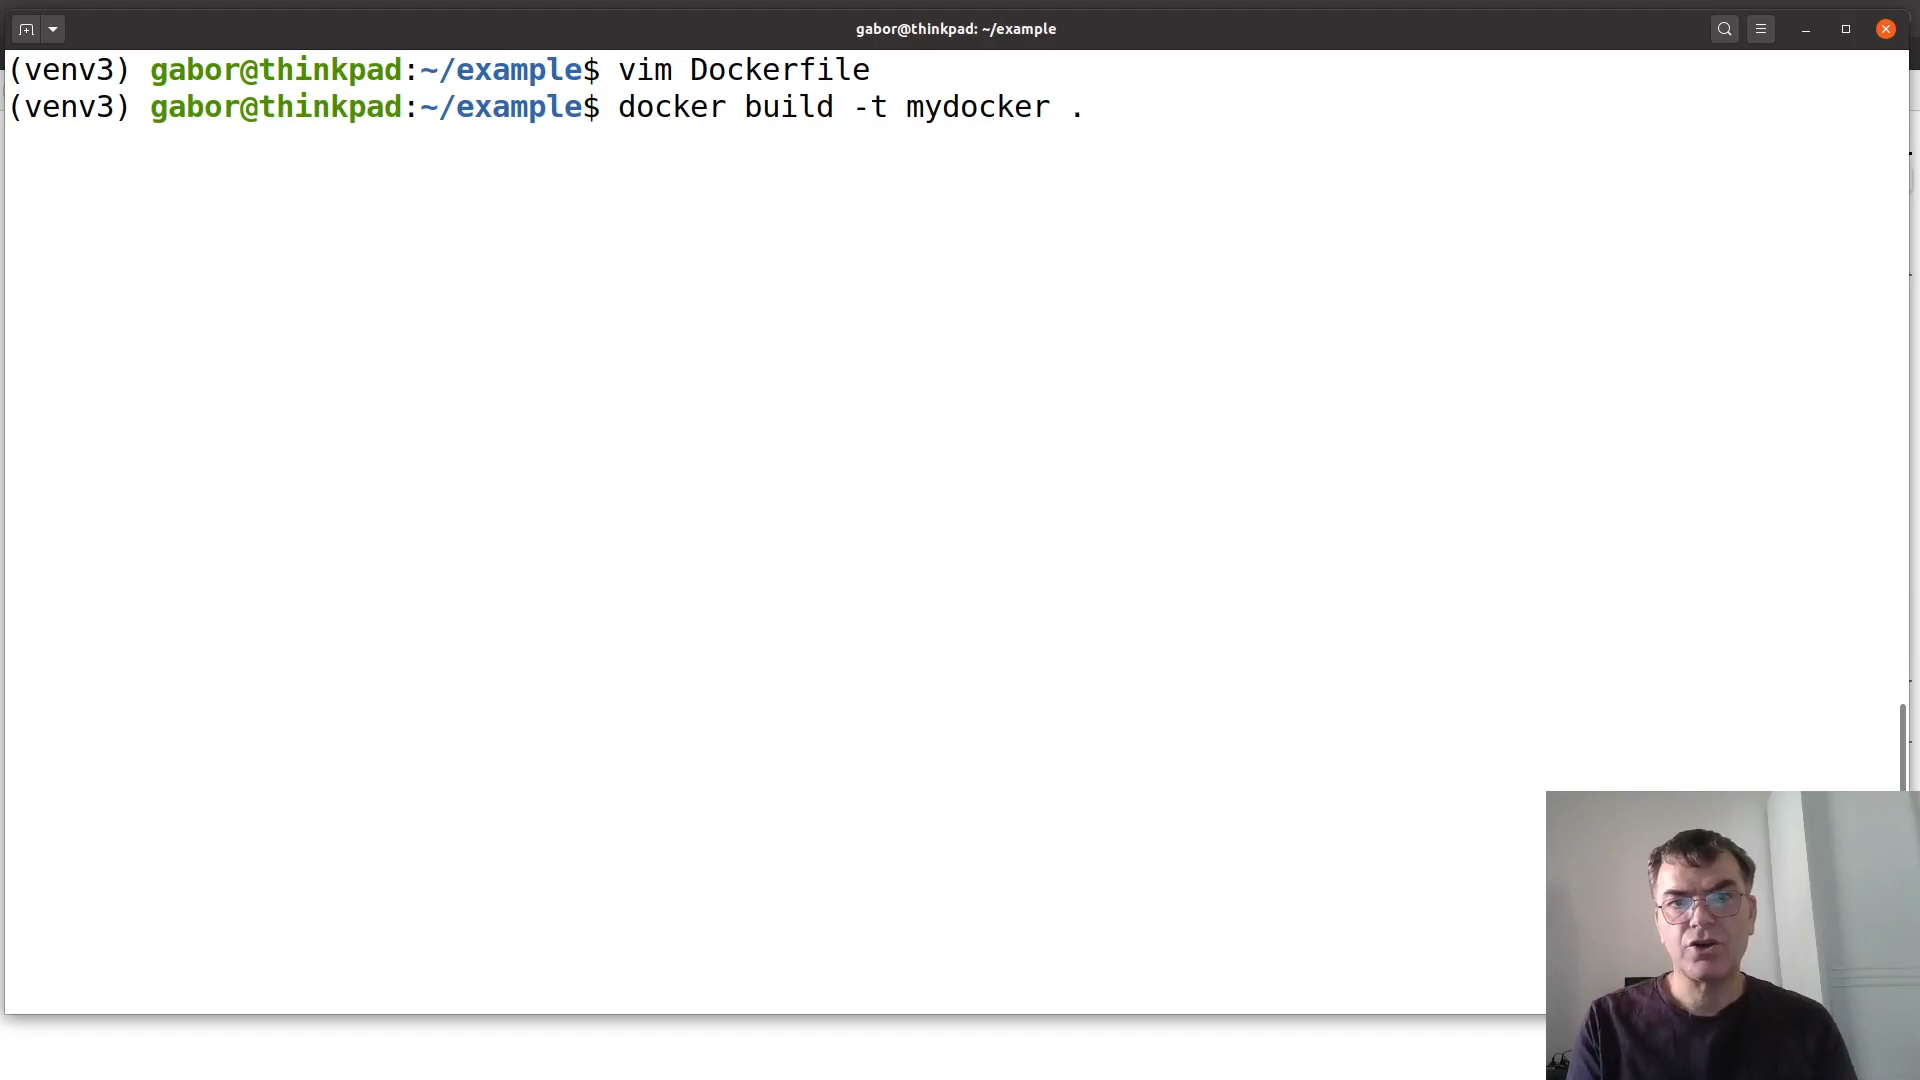 gabor@thinkpad: ~/example
(venv3) gabor@thinkpad:~/example$ vim Dockerfile
(venv3) gabor@thinkpad:~/example$ docker build -t mydocker .